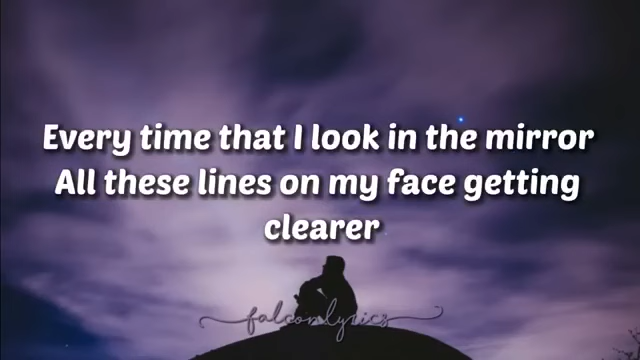 Every time that I look in the mirror
All these lines on my face getting
clearer
falconlyrics